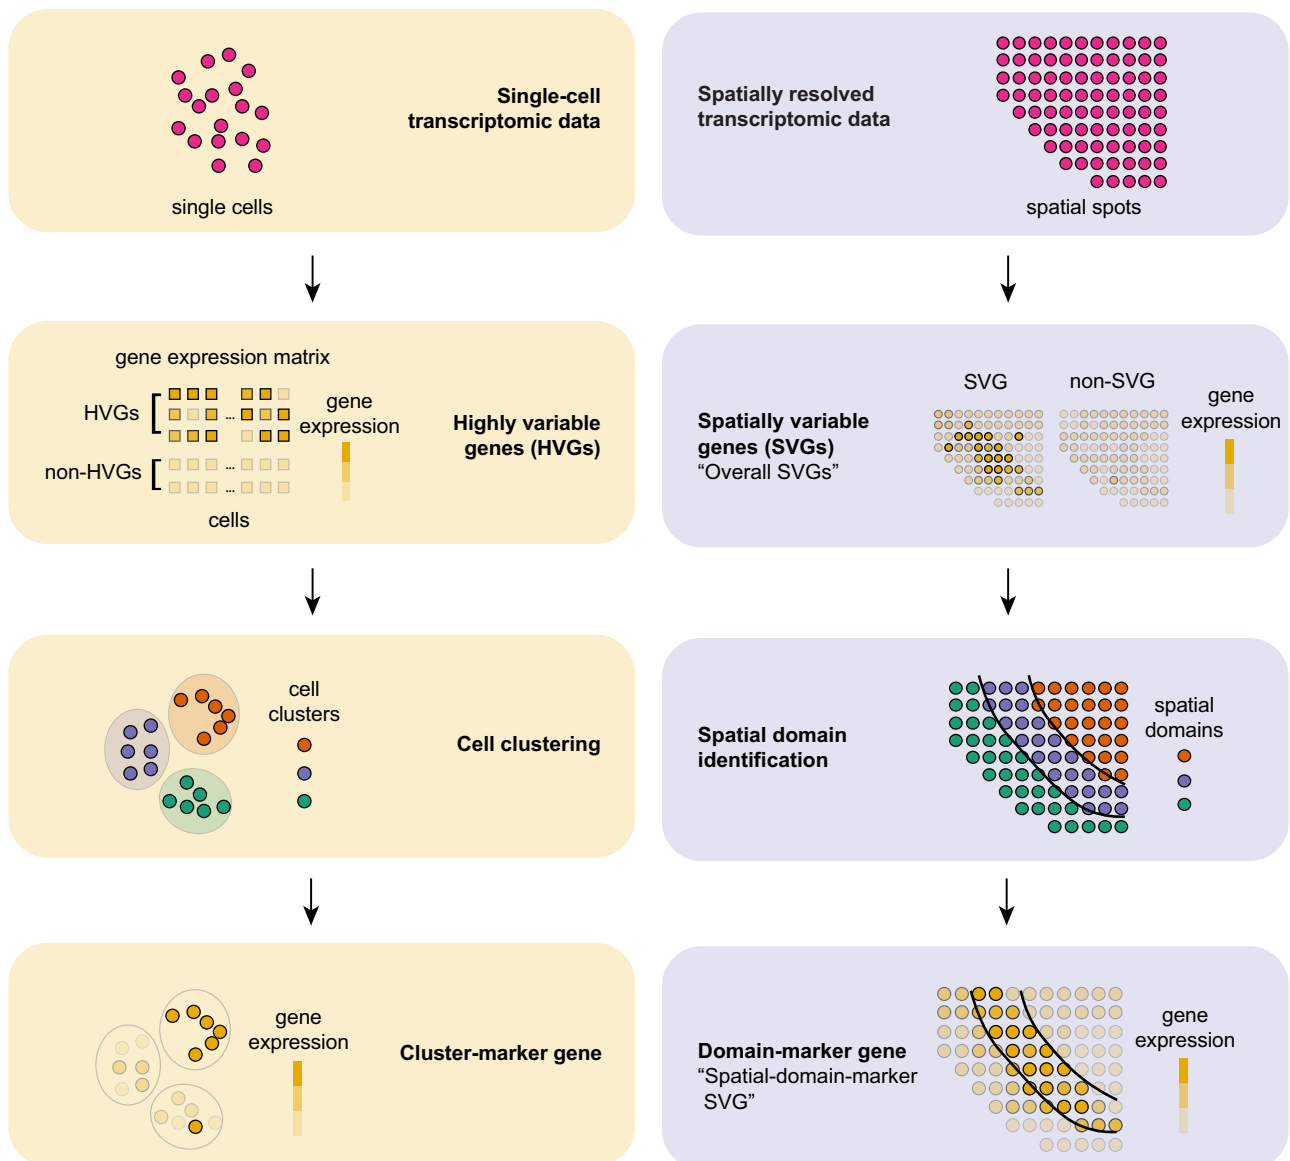 Single-cell
transcriptomic data
single cells
Spatially resolved
transcriptomic data
spatial spots
gene expression matrix
HVGs
...
...
non-HVGs
...
...
cells
gene
expression
Highly variable
genes (HVGs)
Spatially variable
genes (SVGs)
“Overall SVGs”
SVG
non-SVG
gene
expression
cell
clusters
Cell clustering
Spatial domain
identification
spatial
domains
gene
expression
Cluster-marker gene
Domain-marker gene
“Spatial-domain-marker
SVG”
gene
expression